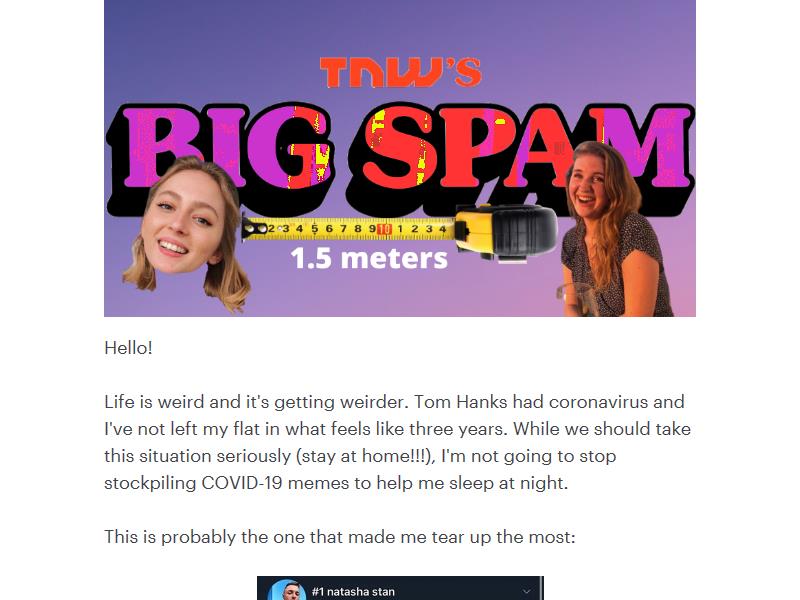 TNW'S
BIG SPAM
2 3 4 5 6 7 8 9 10 1 2 3 4
1.5 meters
Hello!
Life is weird and it's getting weirder. Tom Hanks had coronavirus and
I've not left my flat in what feels like three years. While we should take
this situation seriously (stay at home!!!), I'm not going to stop
stockpiling COVID-19 memes to help me sleep at night.
This is probably the one that made me tear up the most:
#1 natasha stan